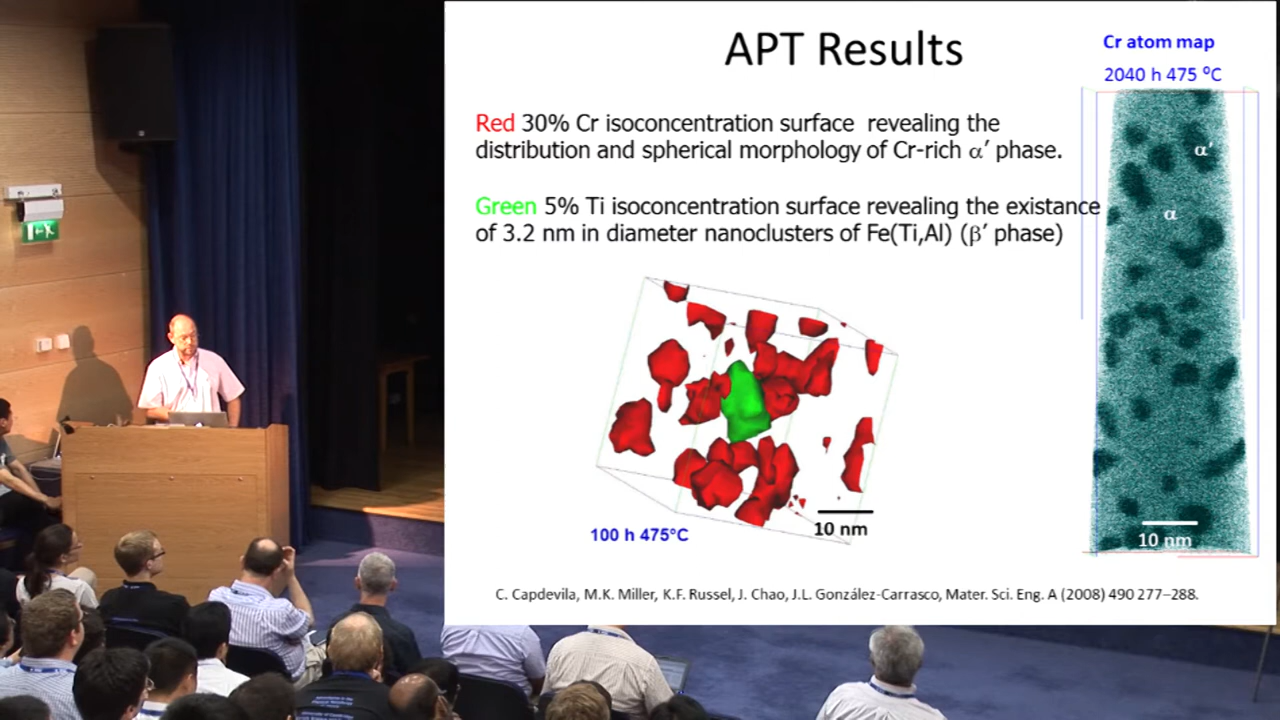 APT Results
Cr atom map
2040 h 475 ⁰C
Red 30% Cr isoconcentration surface revealing the
distribution and spherical morphology of Cr-rich α′ phase.
α′
Green 5% Ti isoconcentration surface revealing the existance
of 3.2 nm in diameter nanoclusters of Fe(Ti,Al) (β′ phase)
α
10 nm
100 h 475°C
10 nm
C. Capdevila, M.K. Miller, K.F. Russel, J. Chao, J.L. González-Carrasco, Mater. Sci. Eng. A (2008) 490 277–288.